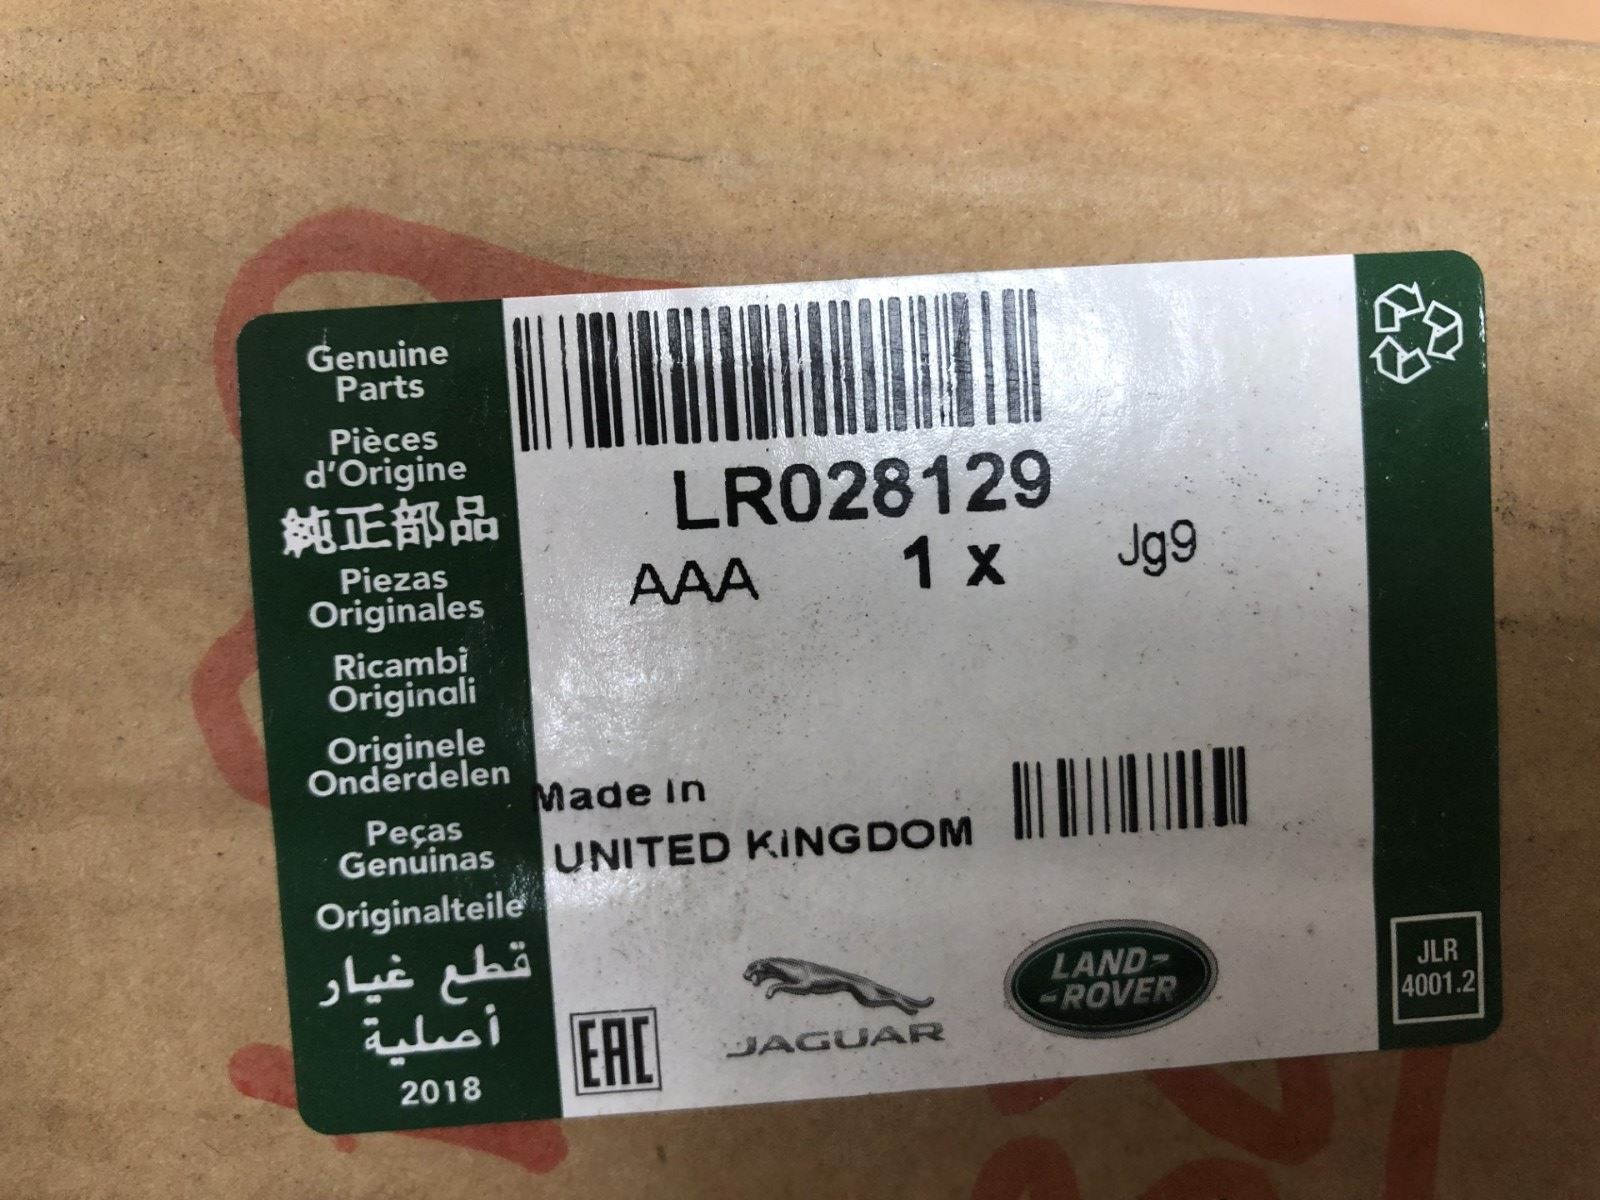 Genuine
Parts
Pièces
d'Origine
純正部品
Piezas
Originales
Ricambi
Originali
Originele
Onderdelen
Peças
Genuinas
Originalteile
قطع غيار
أصلية
2018
LR028129
AAA 1 x Jg9
Made In
UNITED KINGDOM
EAC
JAGUAR
LAND-
-ROVER
JLR
4001.2